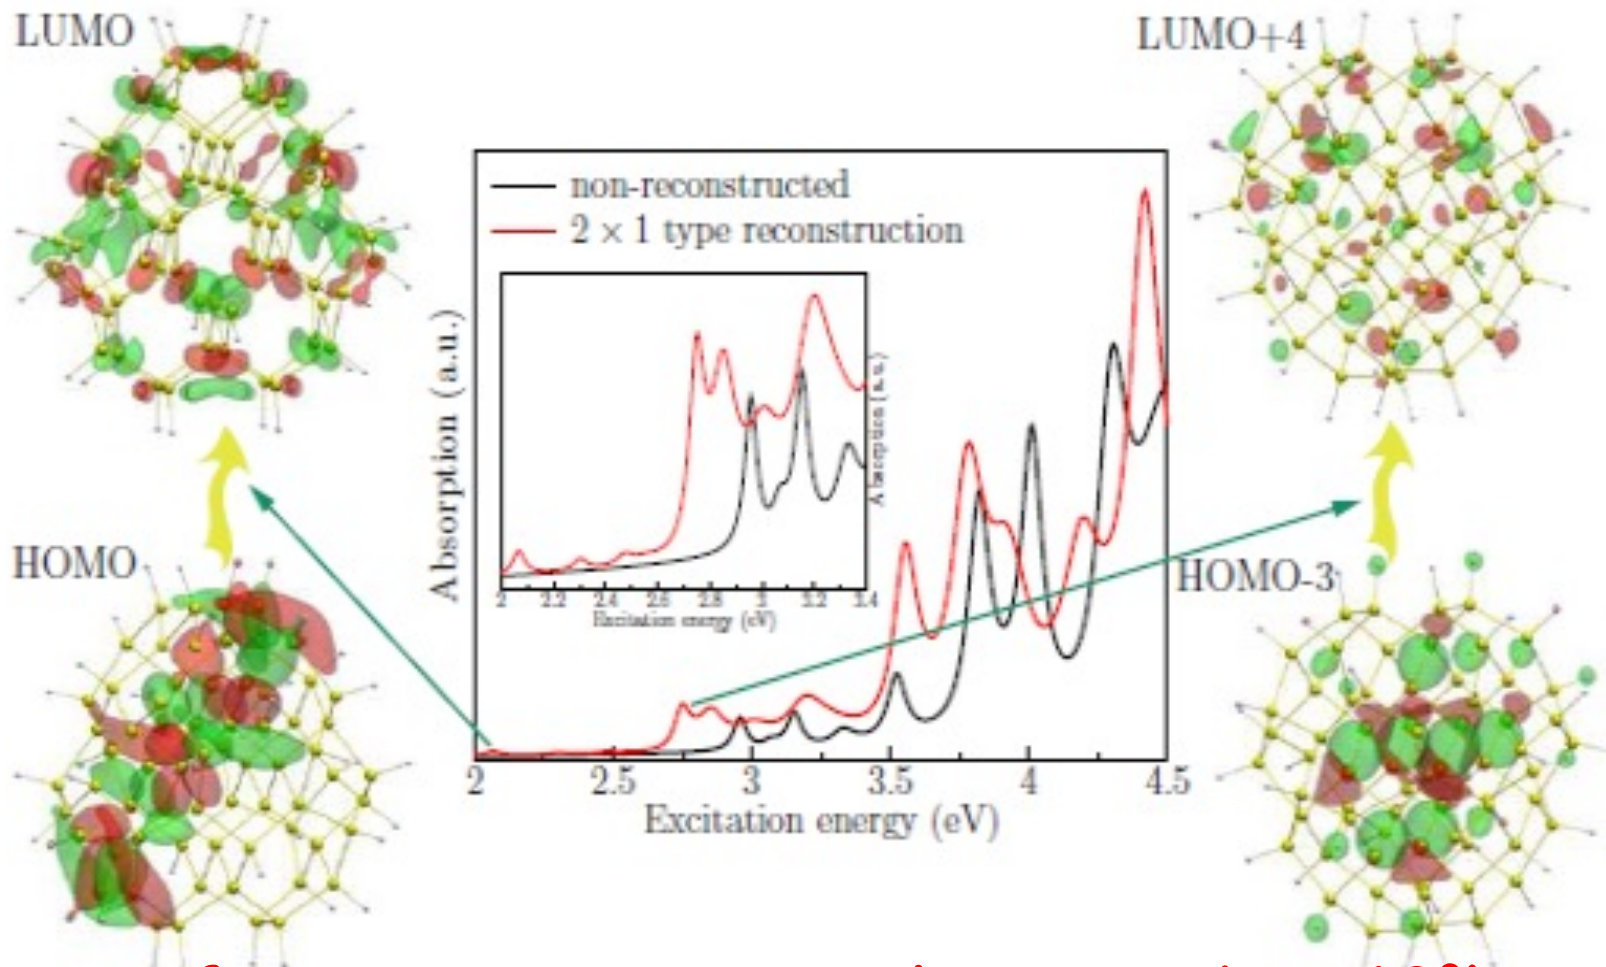 LUMO
LUMO+4
non-reconstructed
2 × 1 type reconstruction
Absorption (a.u.)
Absorption (a.u.)
2 2.2 2.4 2.6 2.8 3 3.2 3.4
Excitation energy (eV)
HOMO
HOMO-3
2 2.5 3 3.5 4 4.5
Excitation energy (eV)